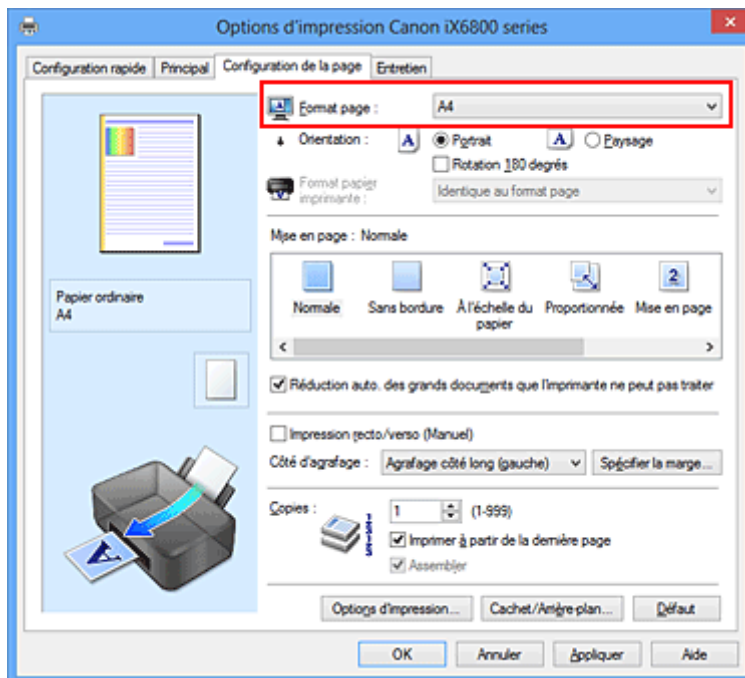 Options d'impression Canon iX6800 series
Configuration rapide Principal Configuration de la page Entretien
Format page : A4
Orientation : A Portrait A Paysage
Rotation 180 degrés
Format papier imprimante : Identique au format page
Mise en page : Normale
Normale Sans bordure À l'échelle du papier Proportionnée Mise en page
Papier ordinaire
A4
Réduction auto. des grands documents que l'imprimante ne peut pas traiter
Impression recto/verso (Manuel)
Côté d'agrafage : Agrafage côté long (gauche) Spécifier la marge...
Copies : 1 (1-999)
Imprimer à partir de la dernière page
Assembler
Options d'impression... Cachet/Arrière-plan... Défaut
OK Annuler Appliquer Aide